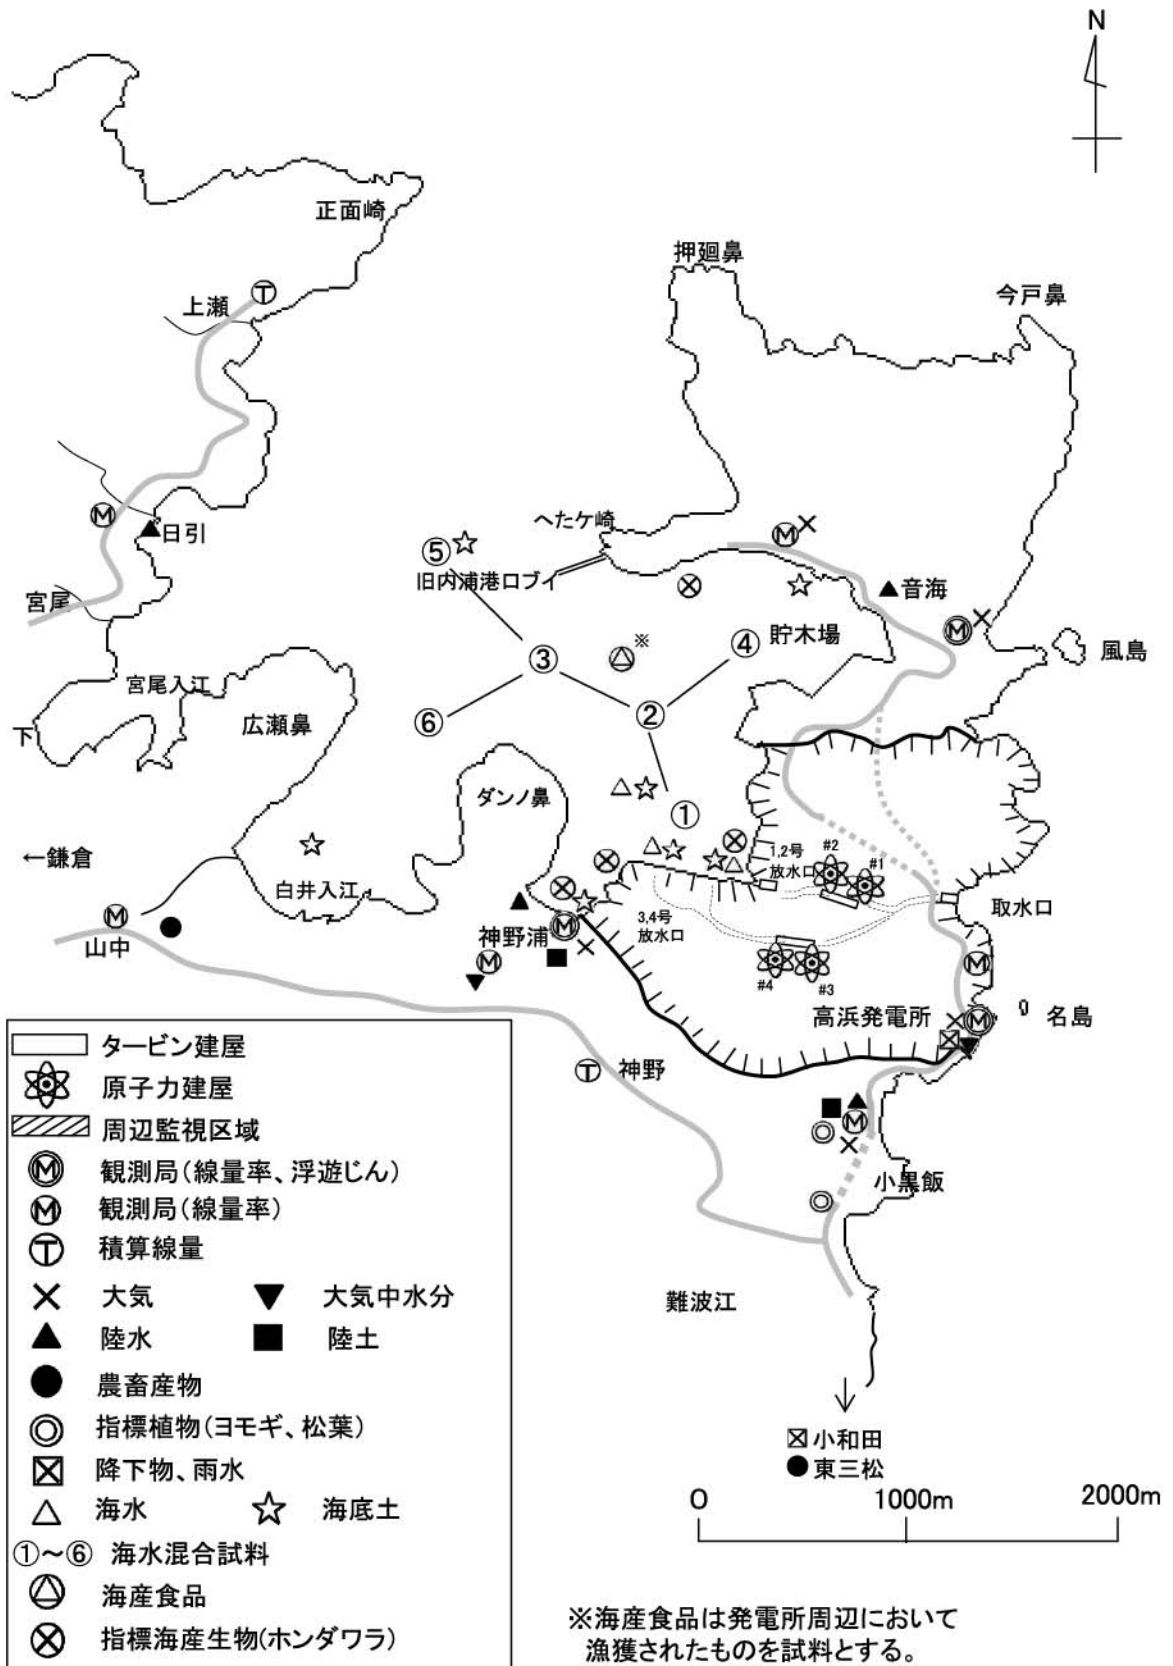 N
正面崎
押廻鼻
今戸鼻
上瀬
T
M
日引
宮尾
へたケ崎
⑤
旧内浦港口ブイ
M
音海
M
風島
貯木場
④
③
※
②
⑥
宮尾入江
広瀬鼻
下
ダンノ鼻
①
←鎌倉
白井入江
1,2号
放水口
#2
#1
取水口
M
山中
神野浦
M
M
3,4号
放水口
#4
#3
M
高浜発電所
M
名島
T
神野
M
小黒飯
難波江
小和田
東三松
O
1000m
2000m
タービン建屋
原子力建屋
周辺監視区域
M 観測局(線量率、浮遊じん)
M 観測局(線量率)
T 積算線量
大気
大気中水分
陸水
陸土
農畜産物
指標植物(ヨモギ、松葉)
降下物、雨水
海水
海底土
①～⑥ 海水混合試料
海産食品
指標海産生物(ホンダワラ)
※海産食品は発電所周辺において
漁獲されたものを試料とする。